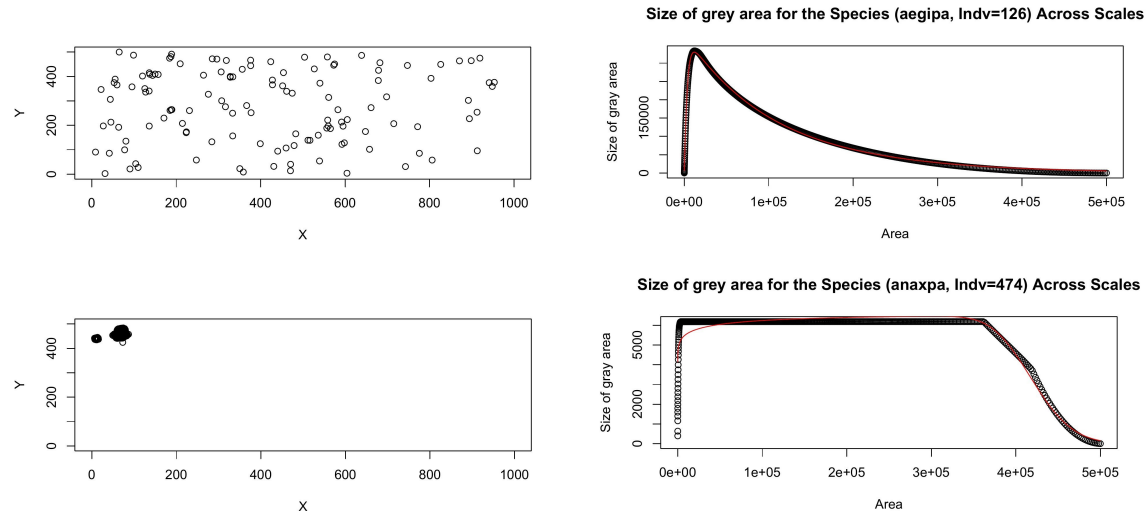 Y
0 200 400
0 200 400 600 800 1000
X
Size of grey area for the Species (aegipa, Indv=126) Across Scales
Size of gray area
0 150000
0e+00 1e+05 2e+05 3e+05 4e+05 5e+05
Area
Y
0 200 400
0 200 400 600 800 1000
X
Size of grey area for the Species (anaxpa, Indv=474) Across Scales
Size of gray area
0 2000 5000
0e+00 1e+05 2e+05 3e+05 4e+05 5e+05
Area